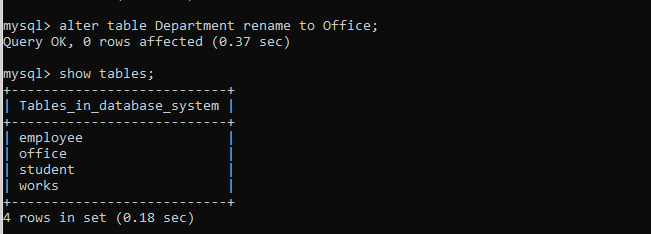 mysql> alter table Department rename to Office;
Query OK, 0 rows affected (0.37 sec)
mysql> show tables;
+---------------------------+
| Tables_in_database_system |
+---------------------------+
| employee                  |
| office                    |
| student                   |
| works                     |
+---------------------------+
4 rows in set (0.18 sec)